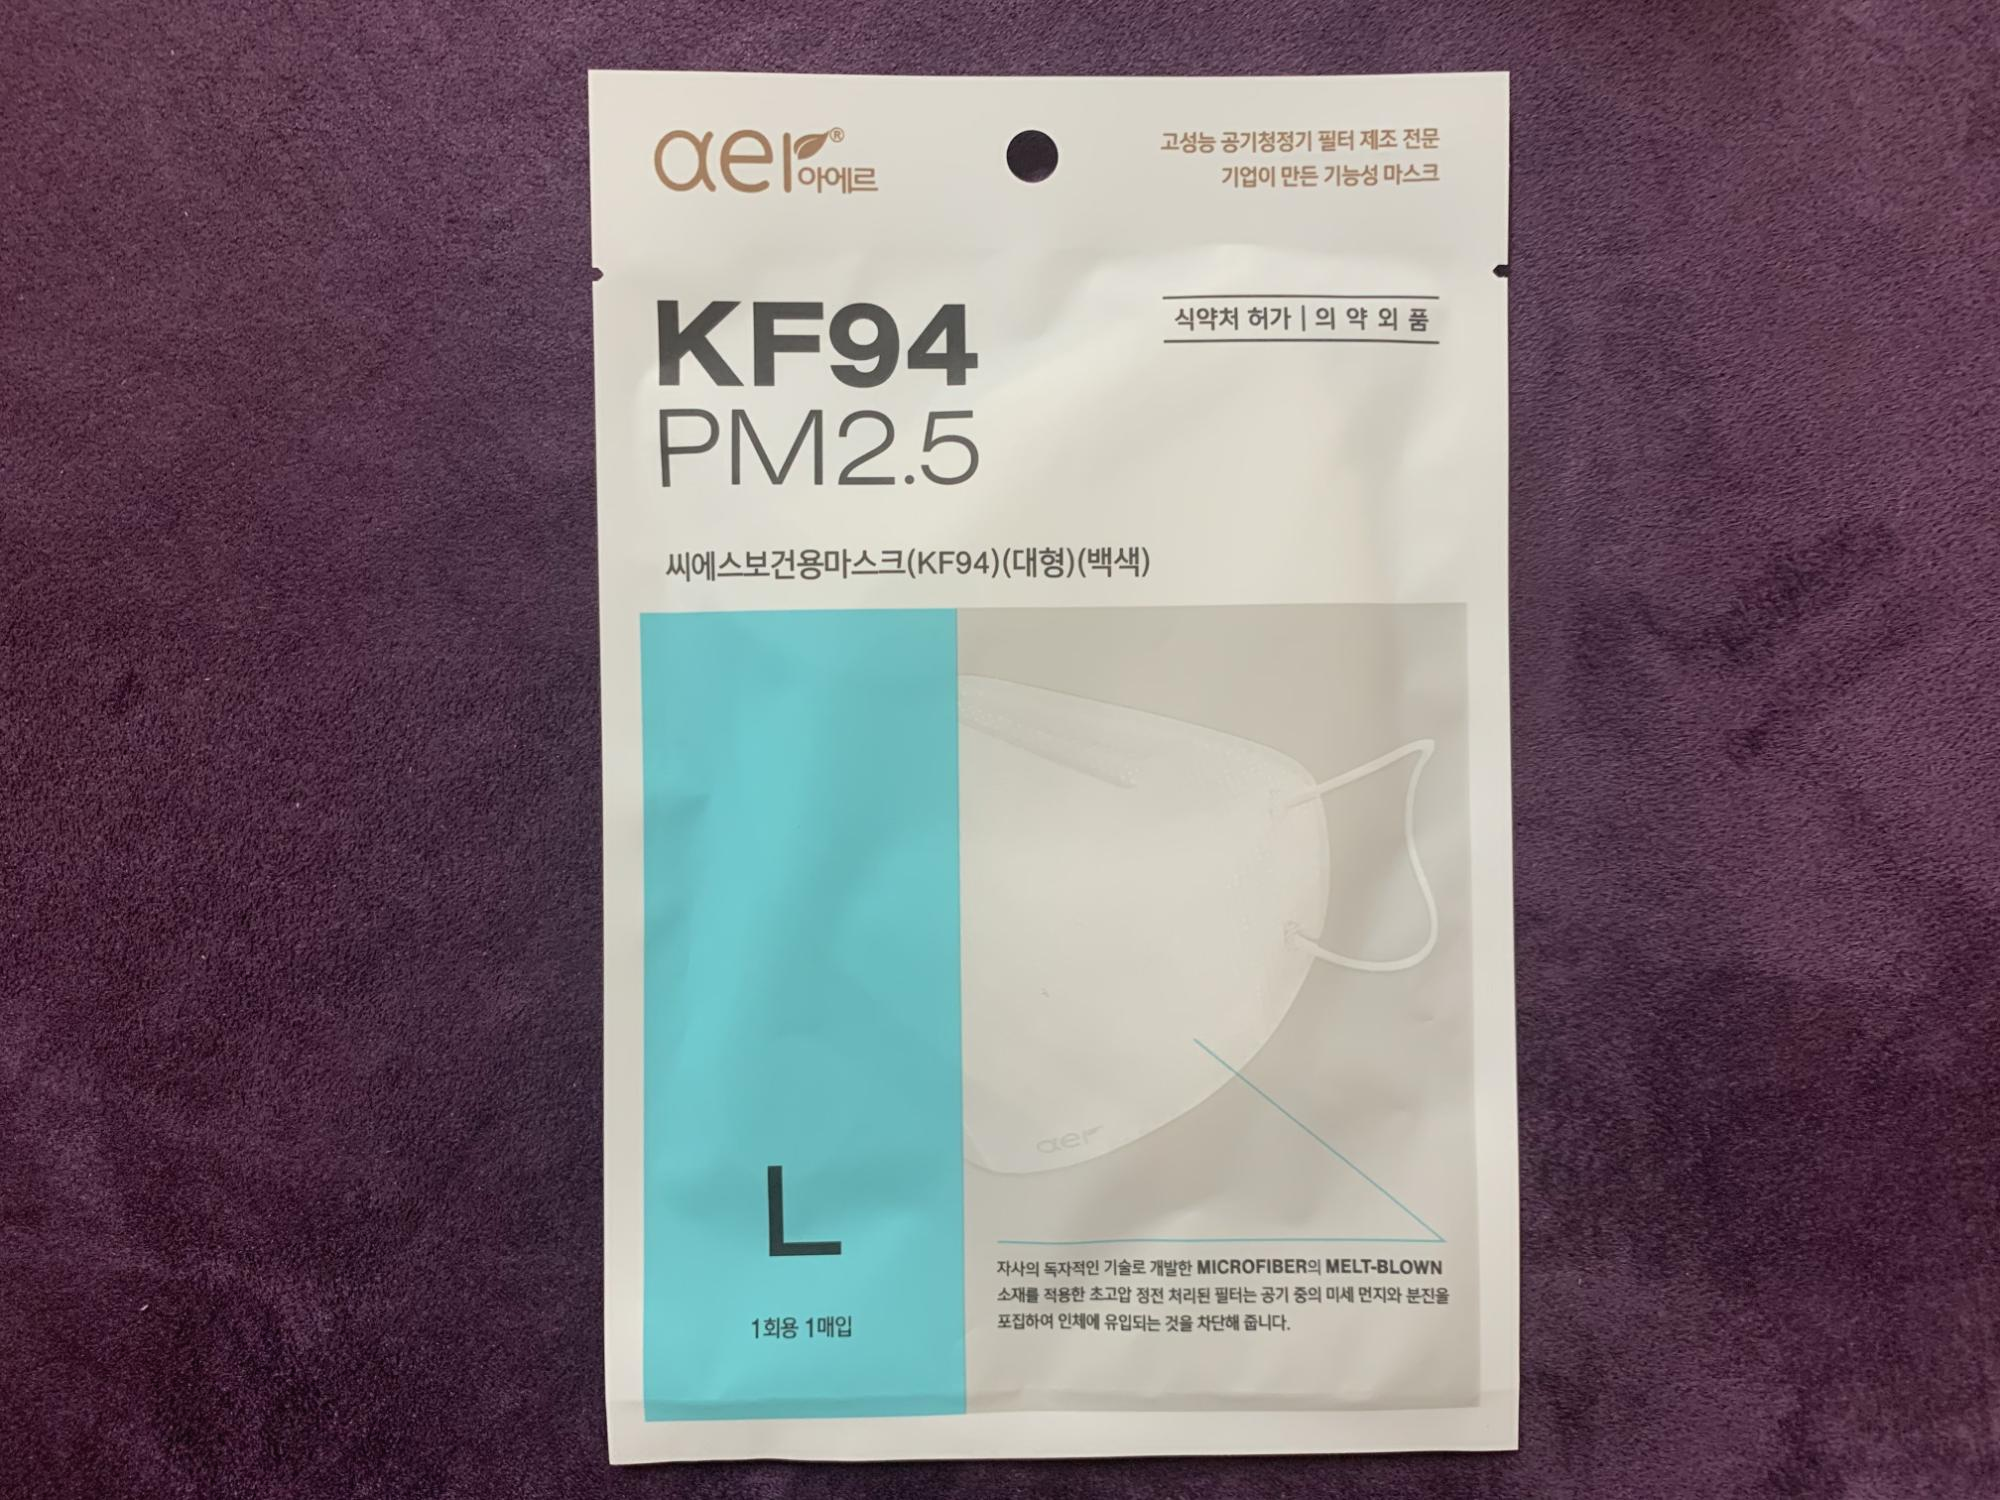 aer® 아에르
고성능 공기청정기 필터 제조 전문
기업이 만든 기능성 마스크
KF94
PM2.5
식약처 허가 | 의 약 외 품
씨에스보건용마스크(KF94)(대형)(백색)
aer
L
1회용 1매입
자사의 독자적인 기술로 개발한 MICROFIBER의 MELT-BLOWN
소재를 적용한 초고압 정전 처리된 필터는 공기 중의 미세 먼지와 분진을
포집하여 인체에 유입되는 것을 차단해 줍니다.